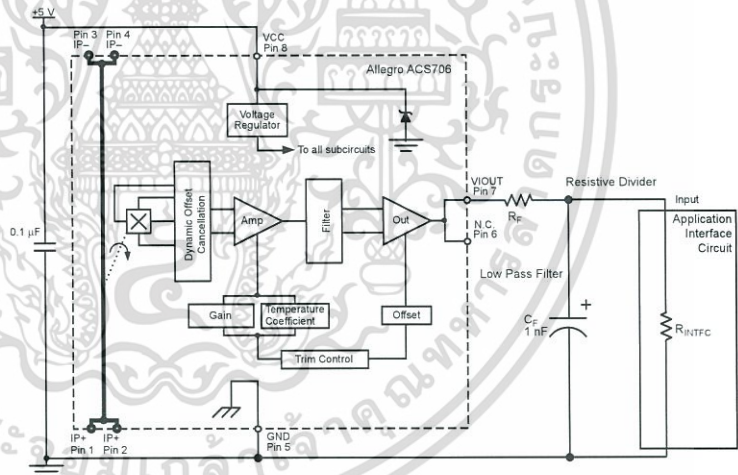 +5 V
Pin 3 Pin 4
IP– IP–
VCC
Pin 8
Allegro ACS706
Voltage
Regulator
To all subcircuits
VIOUT
Pin 7
Resistive Divider
Input
RF
Application
Interface
Circuit
N.C.
Pin 6
Dynamic Offset
Cancellation
Amp
Filter
Out
0.1 µF
Low Pass Filter
Gain
Temperature
Coefficient
Offset
CF
1 nF
+
RINTFC
Trim Control
IP+ IP+
Pin 1 Pin 2
GND
Pin 5